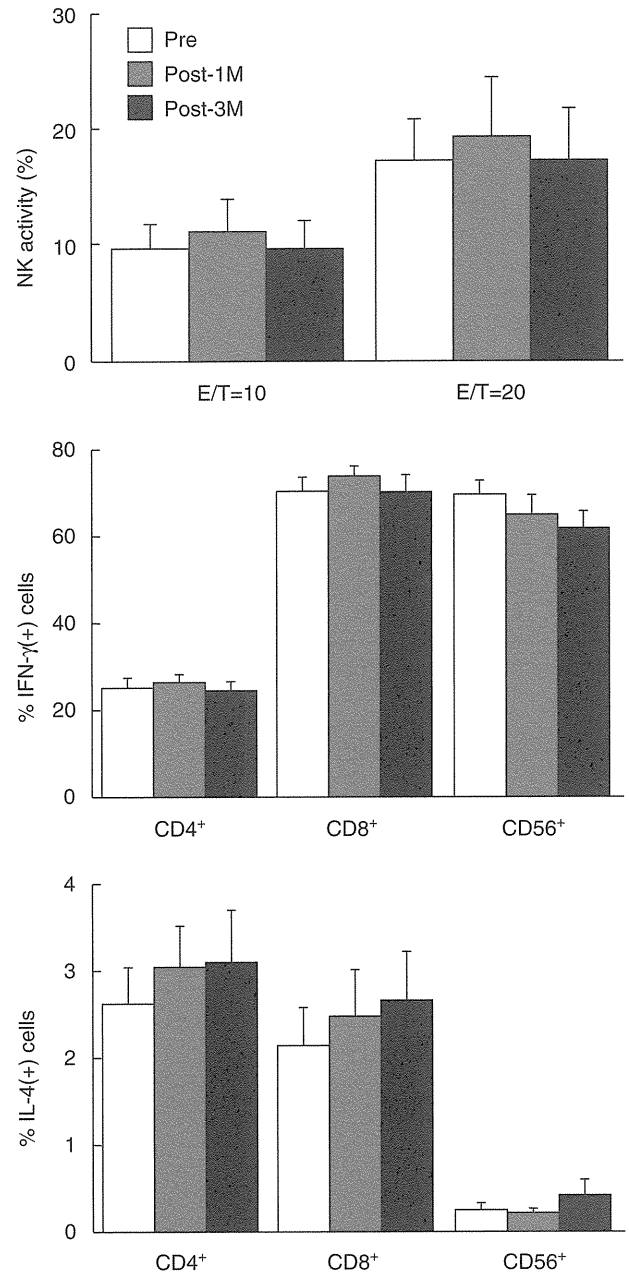 30
20
10
0
NK activity (%)
Pre
Post-1M
Post-3M
E/T=10
E/T=20
80
60
40
20
0
% IFN-γ(+) cells
CD4⁺
CD8⁺
CD56⁺
4
3
2
1
0
% IL-4(+) cells
CD4⁺
CD8⁺
CD56⁺